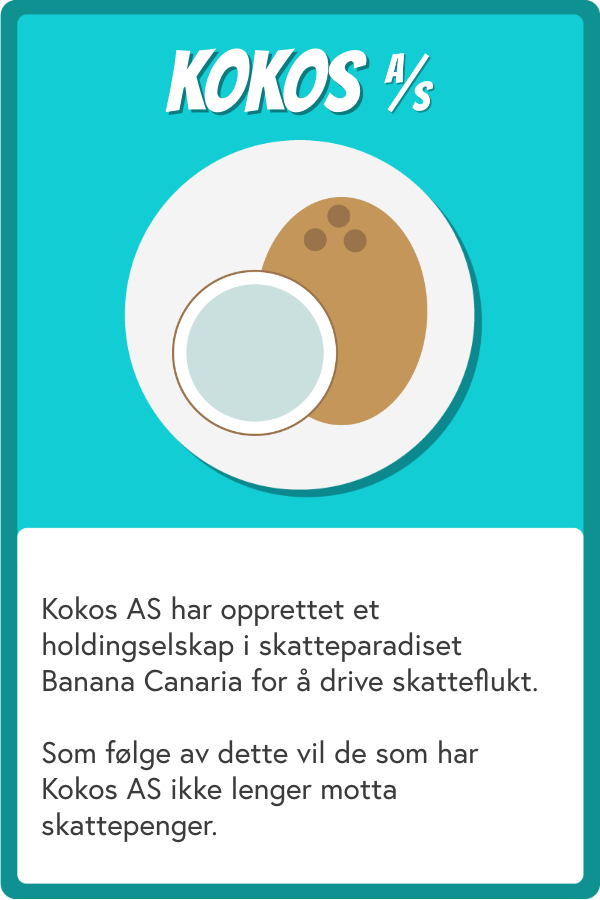 KOKOS A/S
Kokos AS har opprettet et
holdingselskap i skatteparadiset
Banana Canaria for å drive skatteflukt.
Som følge av dette vil de som har
Kokos AS ikke lenger motta
skattepenger.